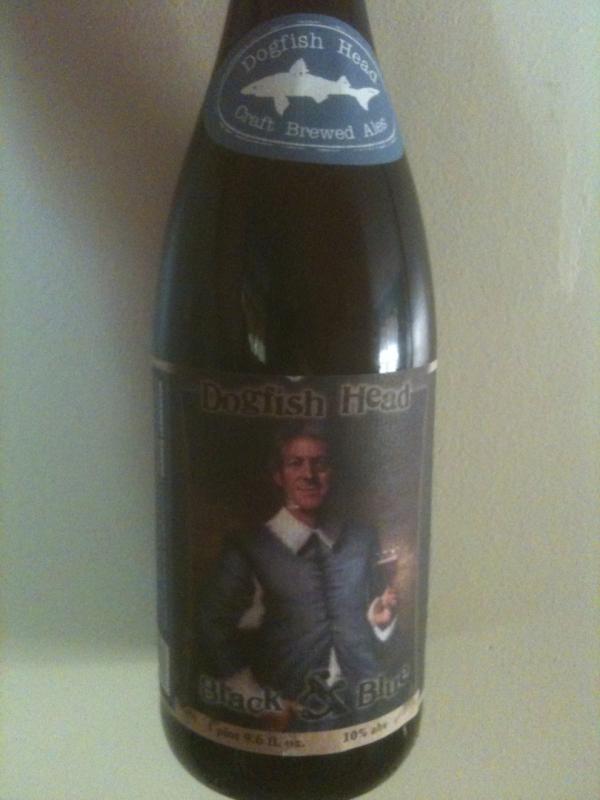 Dogfish Head
Craft Brewed Ales
Dogfish Head
Black & Blue
1 pint 9.6 fl. oz. 10% abv